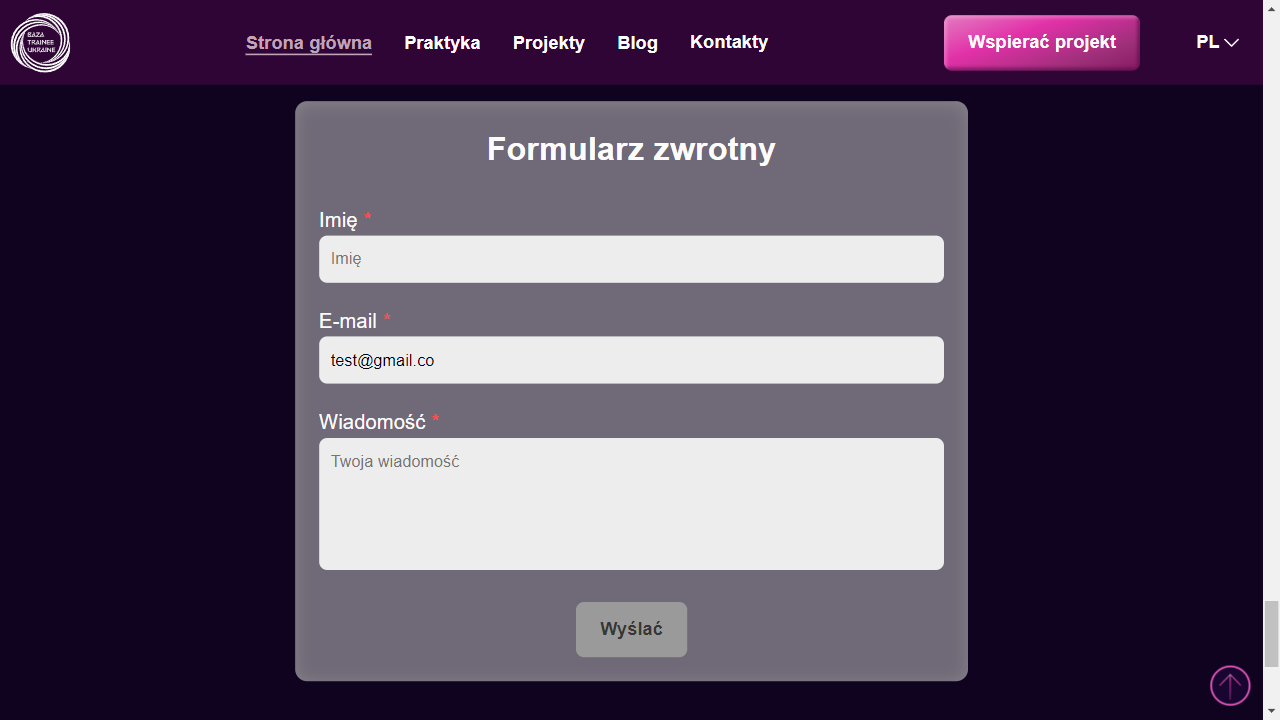 BAZA
TRAINEE
UKRAINE
Strona główna Praktyka Projekty Blog Kontakty Wspierać projekt PL
Formularz zwrotny
Imię *
Imię
E-mail *
test@gmail.co
Wiadomość *
Twoja wiadomość
Wyślać